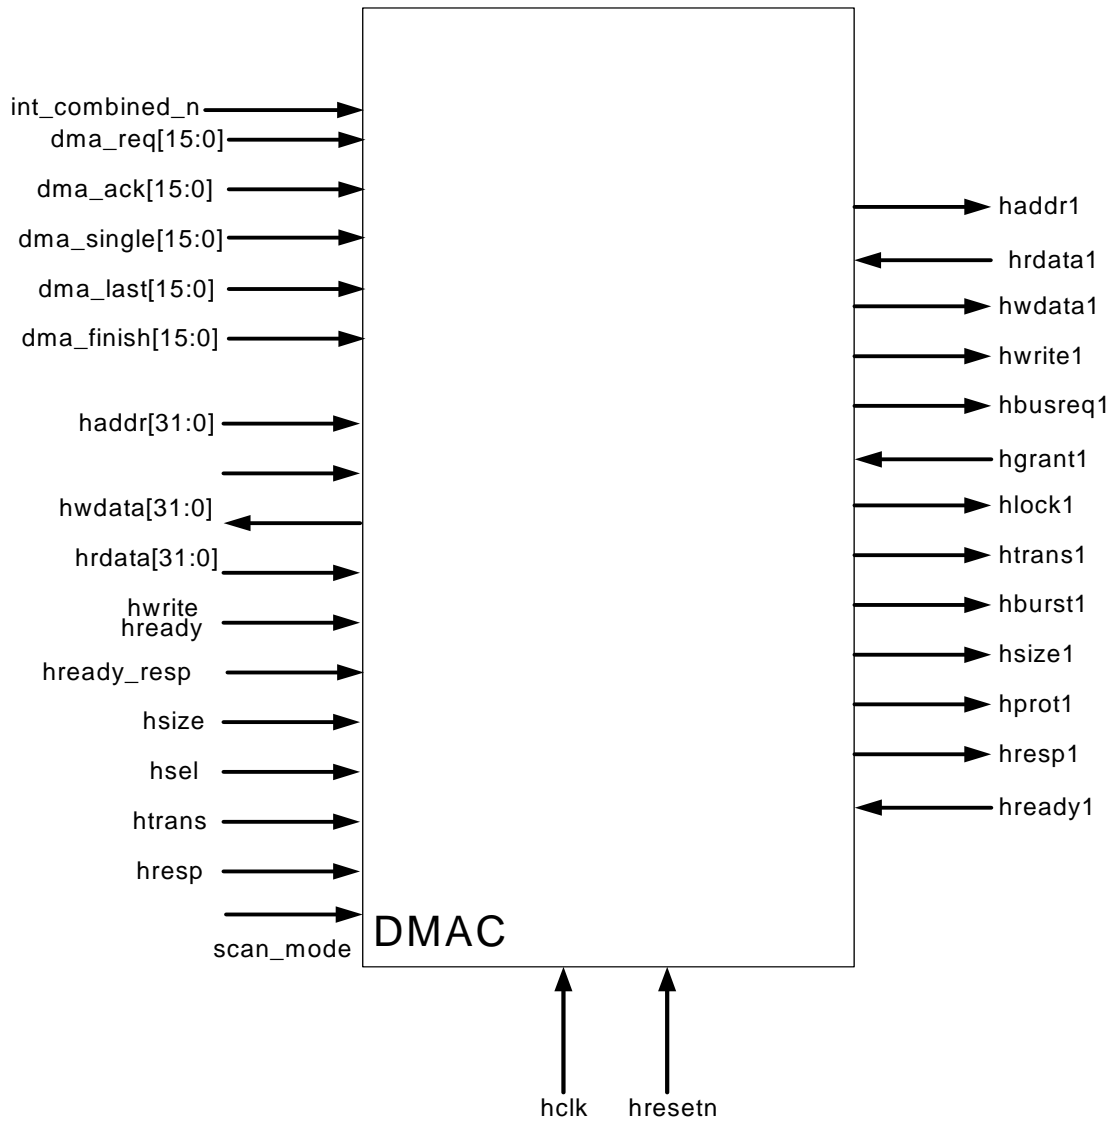 int_combined_n
dma_req[15:0]
dma_ack[15:0]
dma_single[15:0]
dma_last[15:0]
dma_finish[15:0]
haddr[31:0]
hwdata[31:0]
hrdata[31:0]
hwrite
hready
hready_resp
hsize
hsel
htrans
hresp
scan_mode
DMAC
haddr1
hrdata1
hwdata1
hwrite1
hbusreq1
hgrant1
hlock1
htrans1
hburst1
hsize1
hprot1
hresp1
hready1
hclk
hresetn